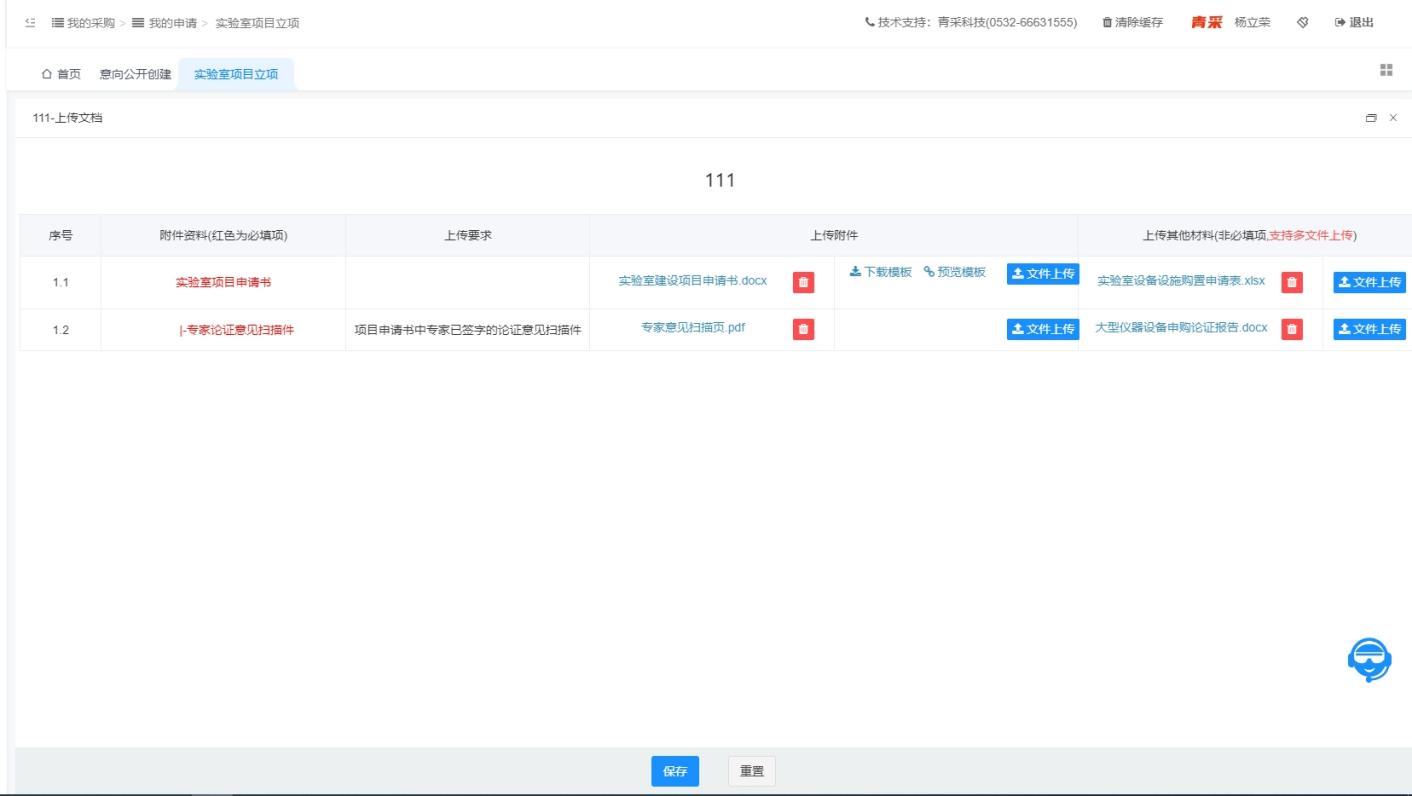 我的采购 > 我的申请 > 实验室项目立项
技术支持：青采科技(0532-66631555) 清除缓存 青采 杨立荣 退出
首页 意向公开创建 实验室项目立项
111-上传文档
111
序号 附件资料(红色为必填项) 上传要求 上传附件 上传其他材料(非必填项,支持多文件上传)
1.1 实验室项目申请书 实验室建设项目申请书.docx 下载模板 预览模板 文件上传 实验室设备设施购置申请表.xlsx 文件上传
1.2 |-专家论证意见扫描件 项目申请书中专家已签字的论证意见扫描件 专家意见扫描页.pdf 文件上传 大型仪器设备申购论证报告.docx 文件上传
保存 重置